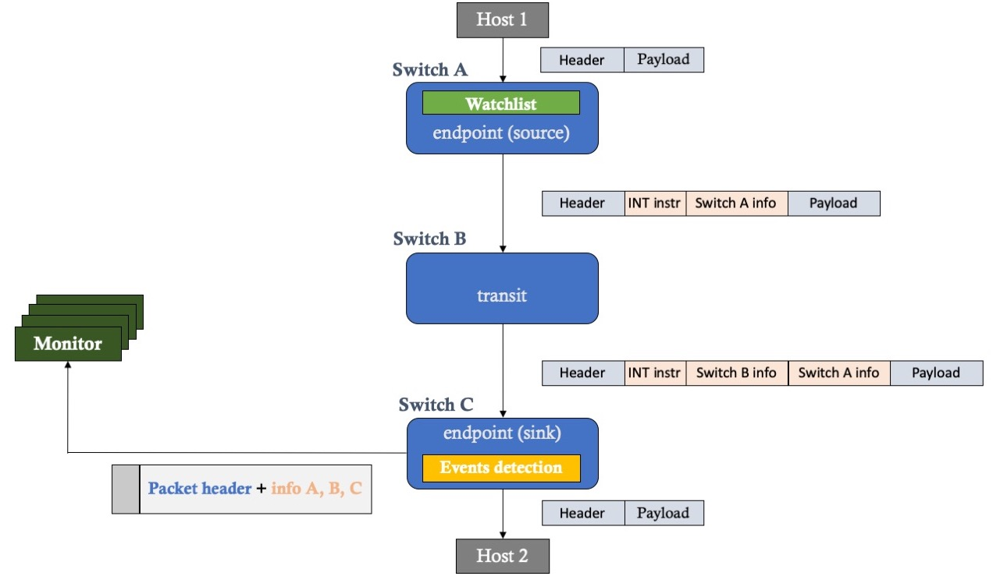 Host 1
Header Payload
Switch A
Watchlist
endpoint (source)
Header INT instr Switch A info Payload
Switch B
transit
Monitor
Header INT instr Switch B info Switch A info Payload
Switch C
endpoint (sink)
Events detection
Packet header + info A, B, C
Header Payload
Host 2